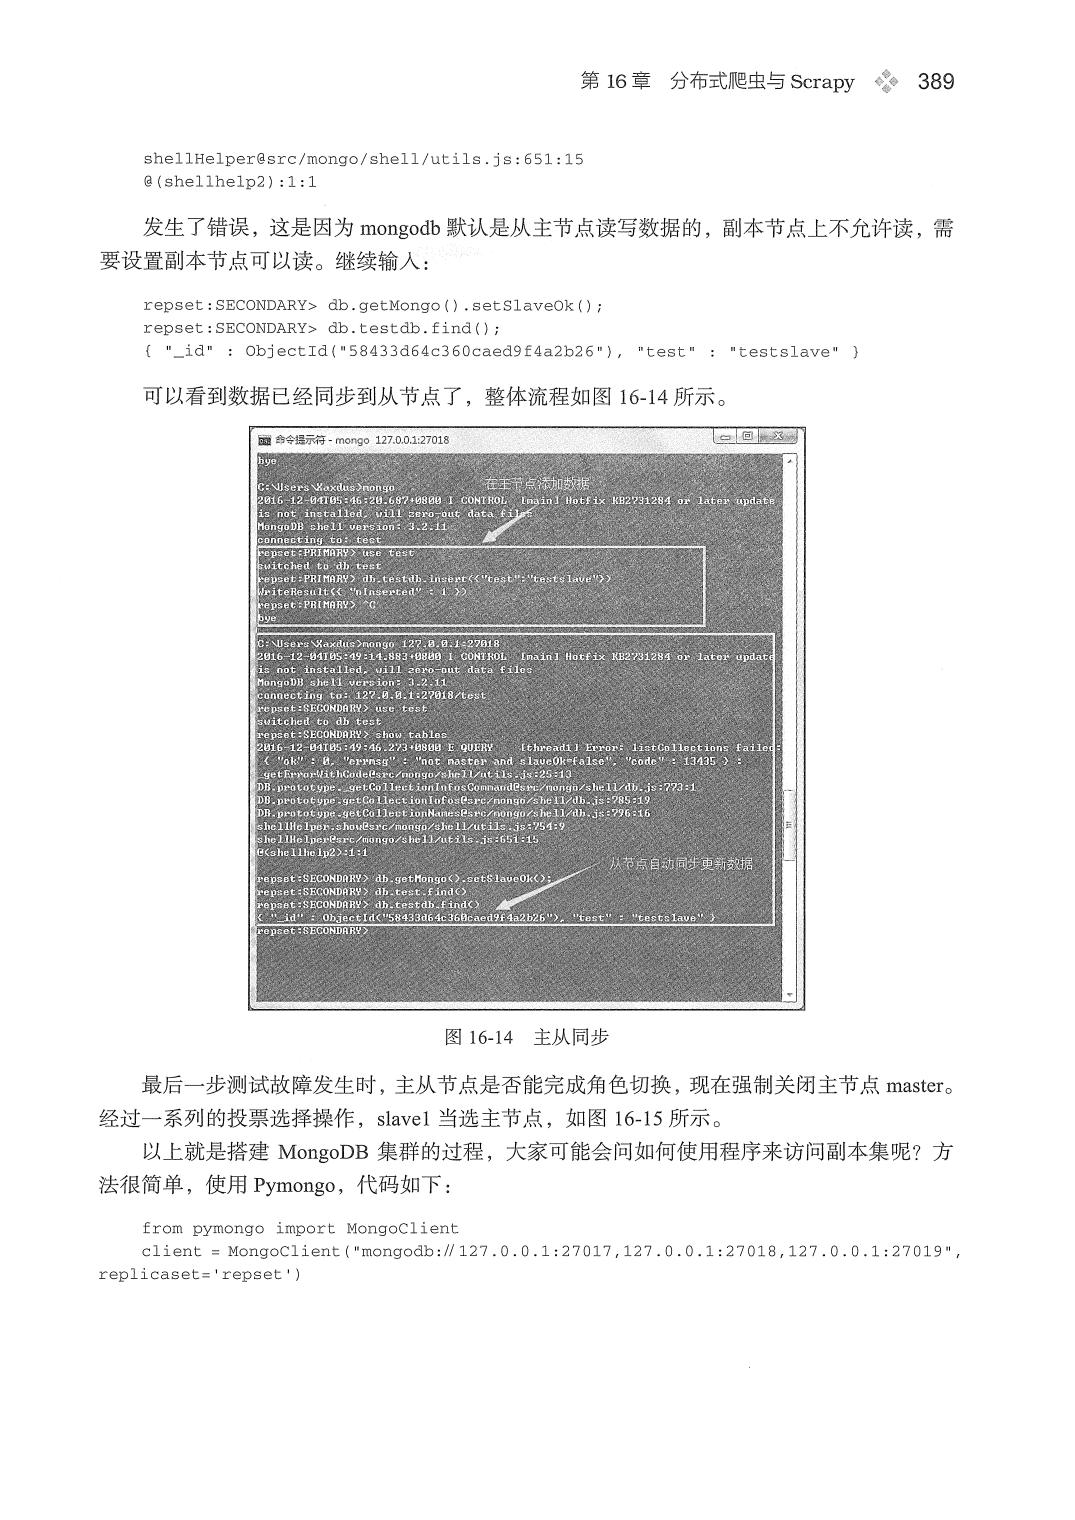 第 16 章 分布式爬虫与 Scrapy 389
shellHelper@src/mongo/shell/utils.js:651:15
@(shellhelp2):1:1
发生了错误，这是因为 mongodb 默认是从主节点读写数据的，副本节点上不允许读，需
要设置副本节点可以读。继续输入：
repset:SECONDARY> db.getMongo().setSlaveOk();
repset:SECONDARY> db.testdb.find();
{ "_id" : ObjectId("58433d64c360caed9f4a2b26"), "test" : "testslave" }
可以看到数据已经同步到从节点了，整体流程如图 16-14 所示。
命令提示符 - mongo 127.0.0.1:27018
bye
C:\Users\Xaxdus>mongo
在主节点添加数据
2016-12-04T05:46:20.687+0800 I CONTROL [main] Hotfix KB2731284 or later update
is not installed, will zero-out data files
MongoDB shell version: 3.2.11
connecting to: test
repset:PRIMARY> use test
switched to db test
repset:PRIMARY> db.testdb.insert({"test":"testslave"})
WriteResult({ "nInserted" : 1 })
repset:PRIMARY> ^C
bye
C:\Users\Xaxdus>mongo 127.0.0.1:27018
2016-12-04T05:49:14.883+0800 I CONTROL [main] Hotfix KB2731284 or later update
is not installed, will zero-out data files
MongoDB shell version: 3.2.11
connecting to: 127.0.0.1:27018/test
repset:SECONDARY> use test
switched to db test
repset:SECONDARY> show tables
2016-12-04T05:49:46.273+0800 E QUERY [thread1] Error: listCollections failed:
{ "ok" : 0, "errmsg" : "not master and slaveOk=false", "code" : 13435 } :
_getErrorWithCode@src/mongo/shell/utils.js:25:13
DB.prototype._getCollectionInfosCommand@src/mongo/shell/db.js:773:1
DB.prototype.getCollectionInfos@src/mongo/shell/db.js:785:19
DB.prototype.getCollectionNames@src/mongo/shell/db.js:796:16
shellHelper.show@src/mongo/shell/utils.js:754:9
shellHelper@src/mongo/shell/utils.js:651:15
@(shellhelp2):1:1
从节点自动同步更新数据
repset:SECONDARY> db.getMongo().setSlaveOk();
repset:SECONDARY> db.test.find()
repset:SECONDARY> db.testdb.find()
{ "_id" : ObjectId("58433d64c360caed9f4a2b26"), "test" : "testslave" }
repset:SECONDARY>
图 16-14 主从同步
最后一步测试故障发生时，主从节点是否能完成角色切换，现在强制关闭主节点 master。
经过一系列的投票选择操作，slave1 当选主节点，如图 16-15 所示。
以上就是搭建 MongoDB 集群的过程，大家可能会问如何使用程序来访问副本集呢？方
法很简单，使用 Pymongo，代码如下：
from pymongo import MongoClient
client = MongoClient("mongodb://127.0.0.1:27017,127.0.0.1:27018,127.0.0.1:27019",
replicaset='repset')